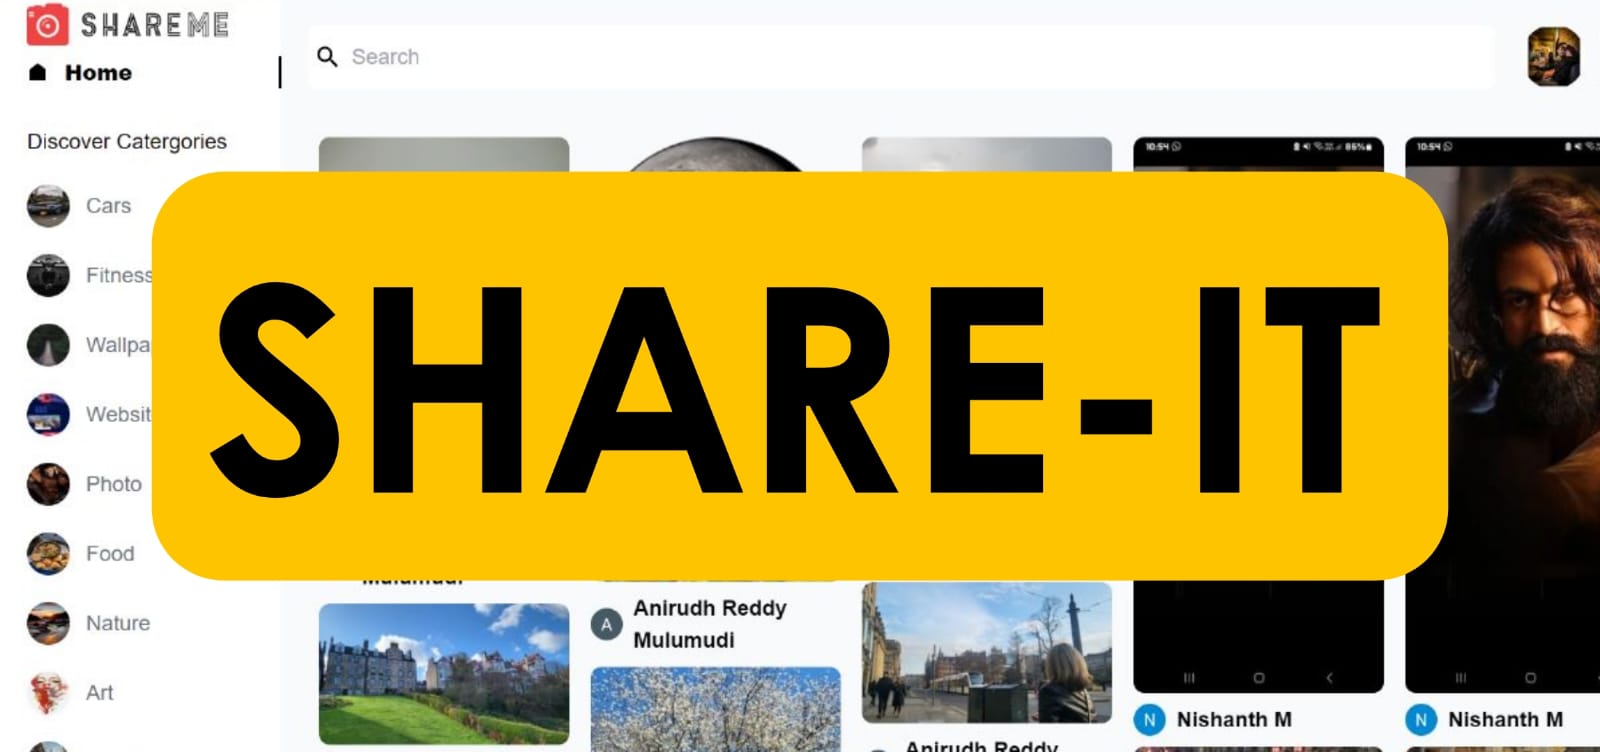 SHAREME
Home
Search
Discover Catergories
10:54
86%
10:54
Cars
Fitness
Wallpa
Websit
Photo
Food
Nature
Art
SHARE-IT
Mulumudi
A
Anirudh Reddy
Mulumudi
Anirudh Reddy
N
Nishanth M
N
Nishanth M